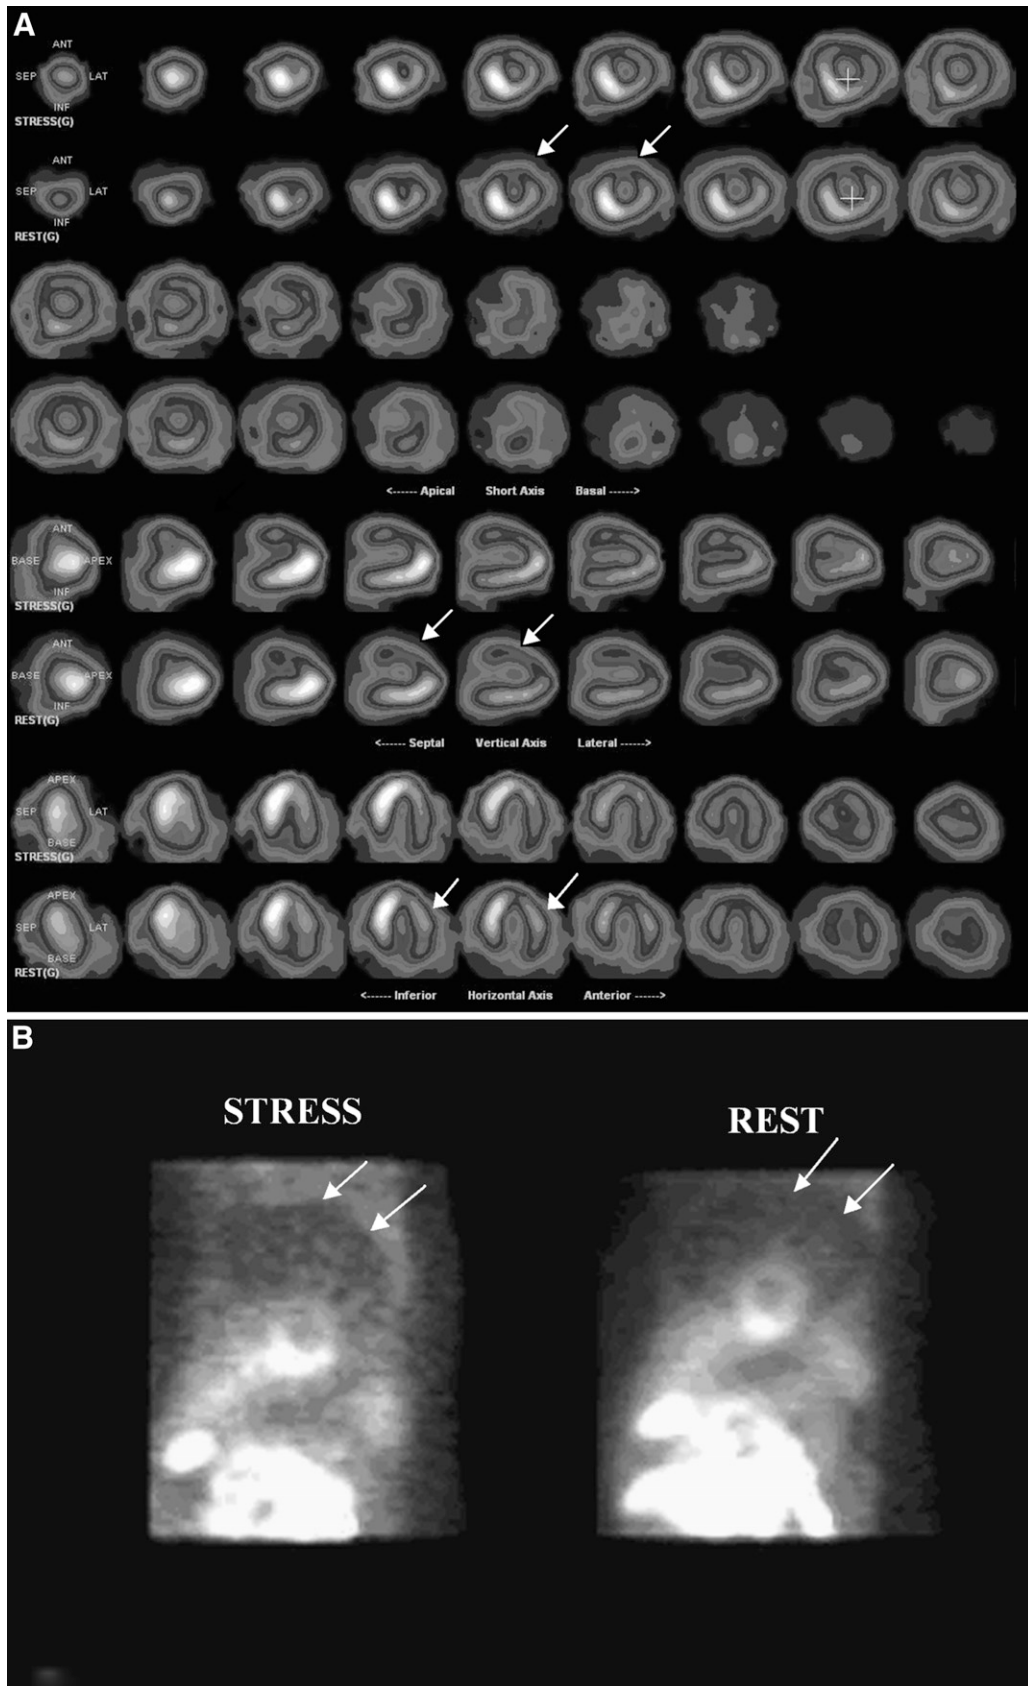 A
ANT
SEP LAT
INF
STRESS(G)
ANT
SEP LAT
INF
REST(G)
<------ Apical Short Axis Basal ------>
ANT
BASE APEX
INF
STRESS(G)
ANT
BASE APEX
INF
REST(G)
<------ Septal Vertical Axis Lateral ------>
APEX
SEP LAT
BASE
STRESS(G)
APEX
SEP LAT
BASE
REST(G)
<------ Inferior Horizontal Axis Anterior ------>
B
STRESS REST